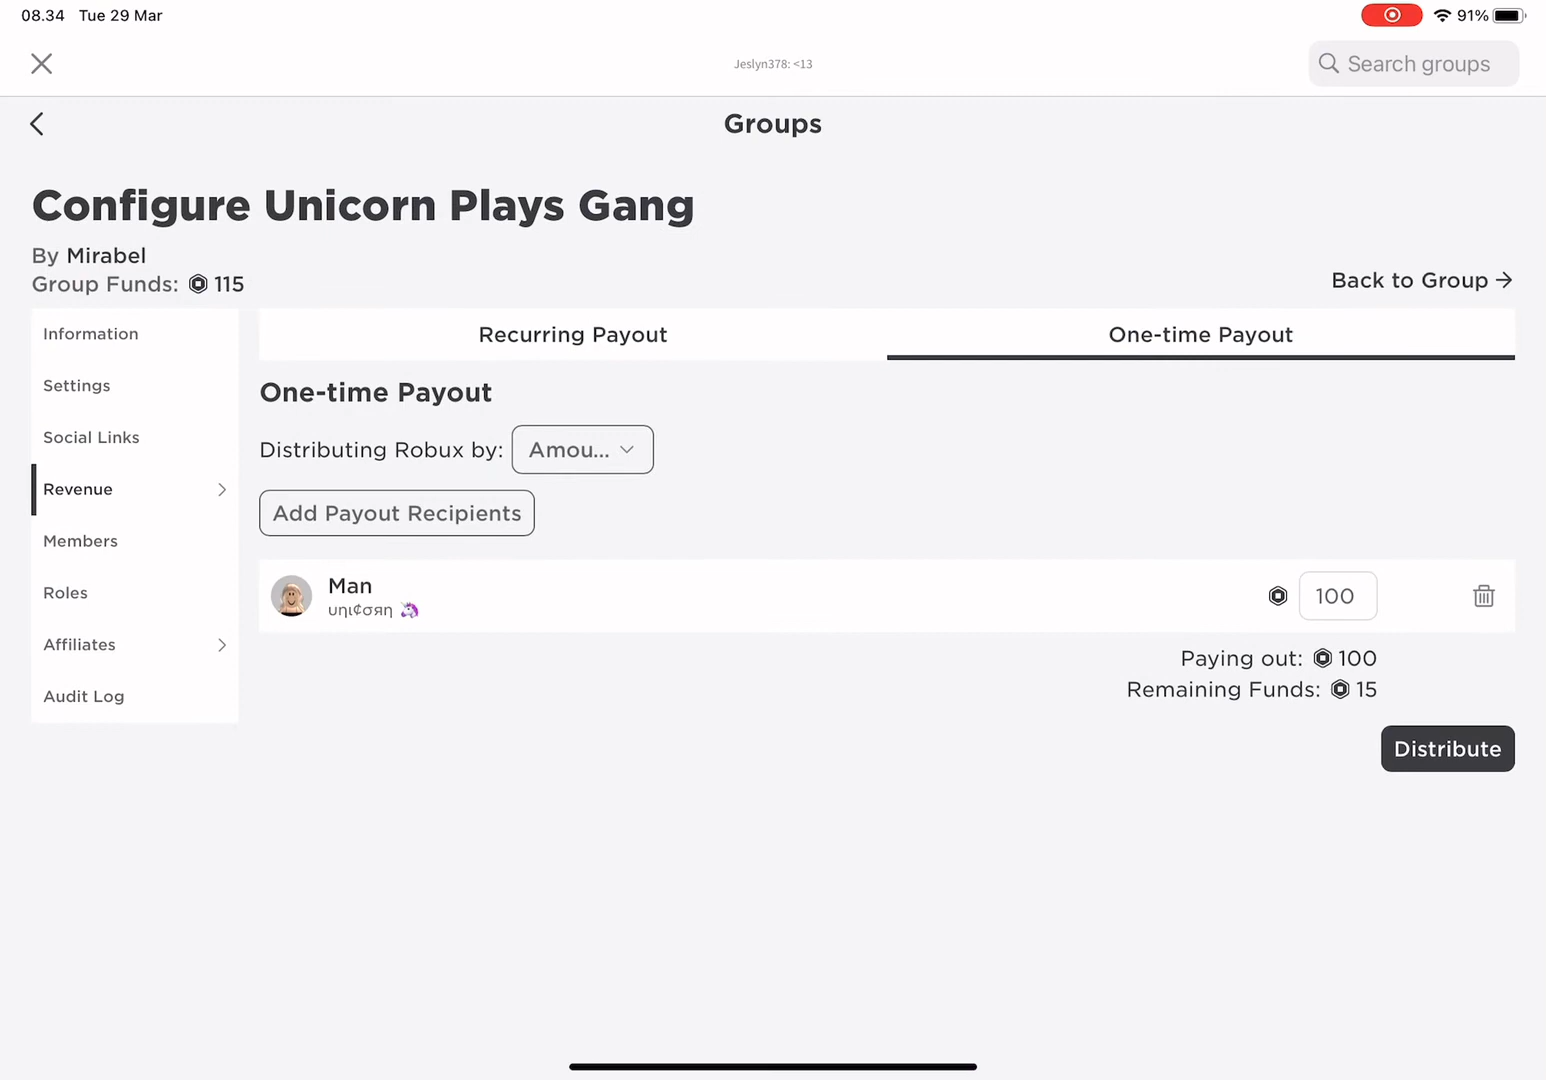 08.34 Tue 29 Mar
91%
Jeslyn378: <13
Search groups
Groups
Configure Unicorn Plays Gang
By Mirabel
Group Funds: 115
Back to Group →
Information
Settings
Social Links
Revenue
Members
Roles
Affiliates
Audit Log
Recurring Payout
One-time Payout
One-time Payout
Distributing Robux by: Amou...
Add Payout Recipients
Man
υηι¢σяη 🦄
100
Paying out: 100
Remaining Funds: 15
Distribute